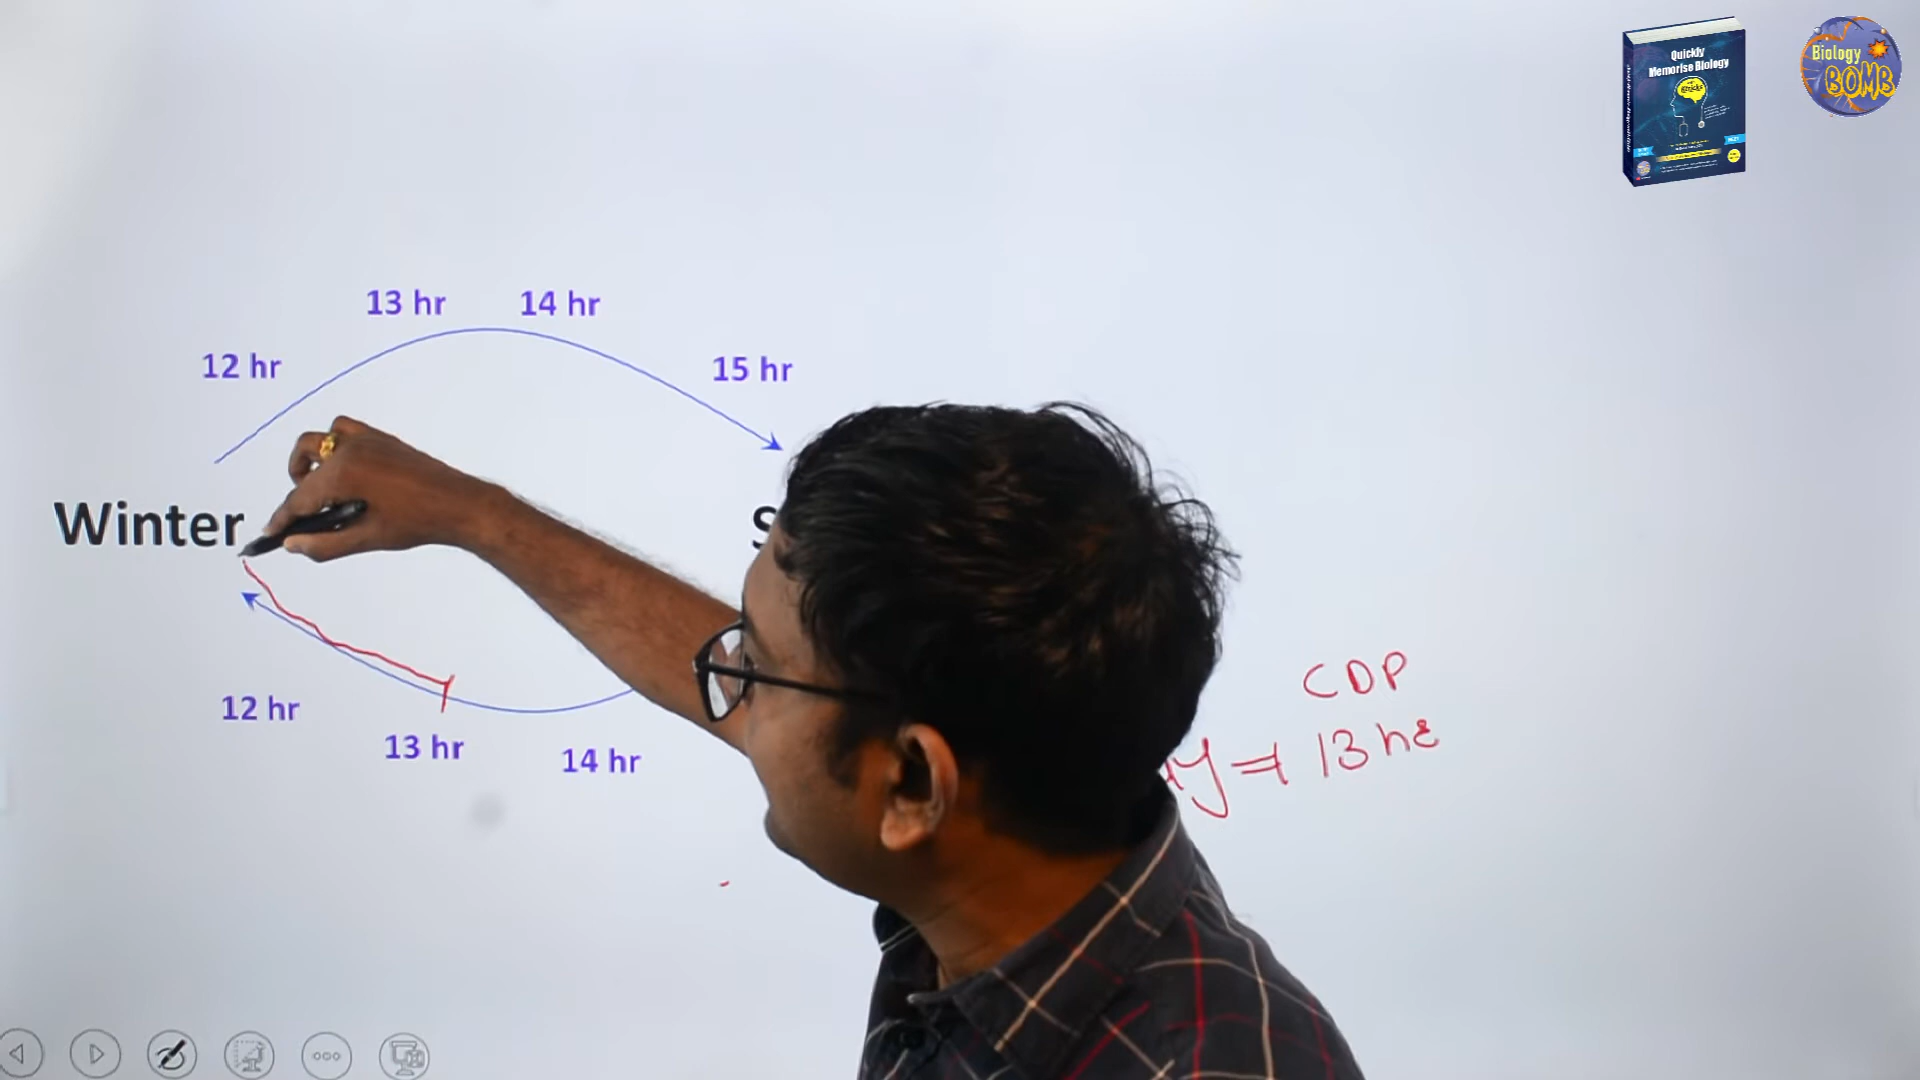 Quickly
Memorise Biology
Biology
BOMB
13 hr
14 hr
12 hr
15 hr
Winter
12 hr
13 hr
14 hr
CDP
13 hr